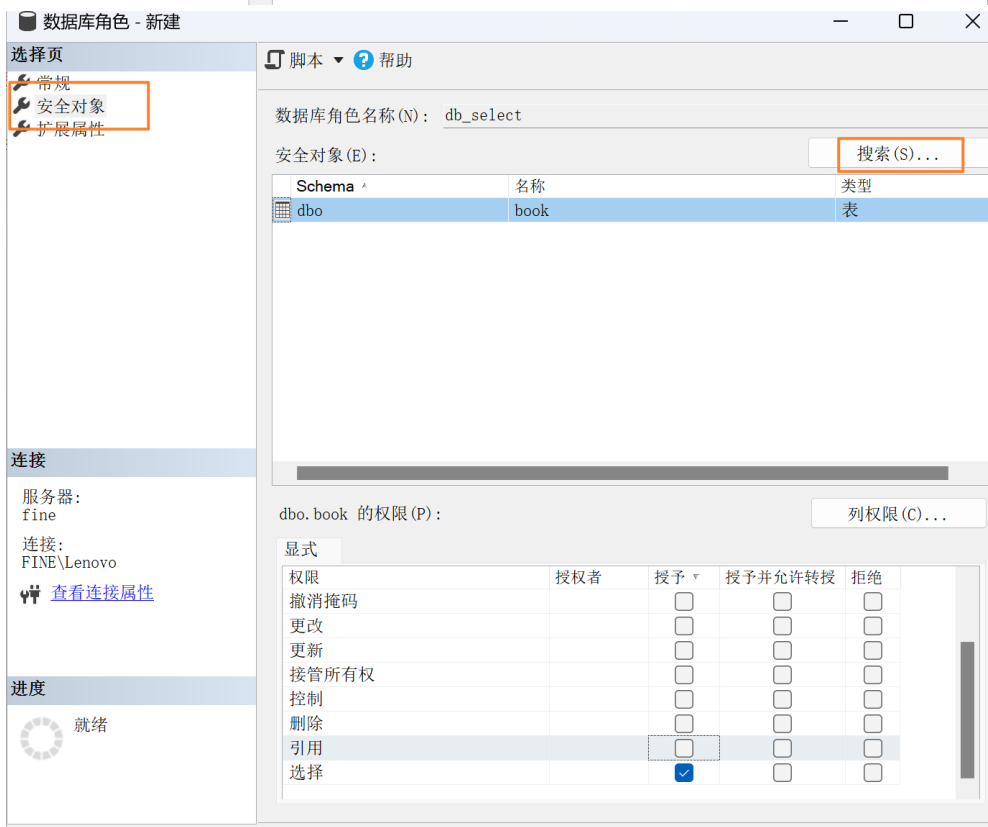 数据库角色 - 新建
选择页
常规
安全对象
扩展属性
脚本 帮助
数据库角色名称(N): db_select
安全对象(E):
搜索(S)...
Schema 名称 类型
dbo book 表
连接
服务器:
fine
连接:
FINE\Lenovo
查看连接属性
进度
就绪
dbo.book 的权限(P):
列权限(C)...
显式
权限 授权者 授予 授予并允许转授 拒绝
撤消掩码
更改
更新
接管所有权
控制
删除
引用
选择